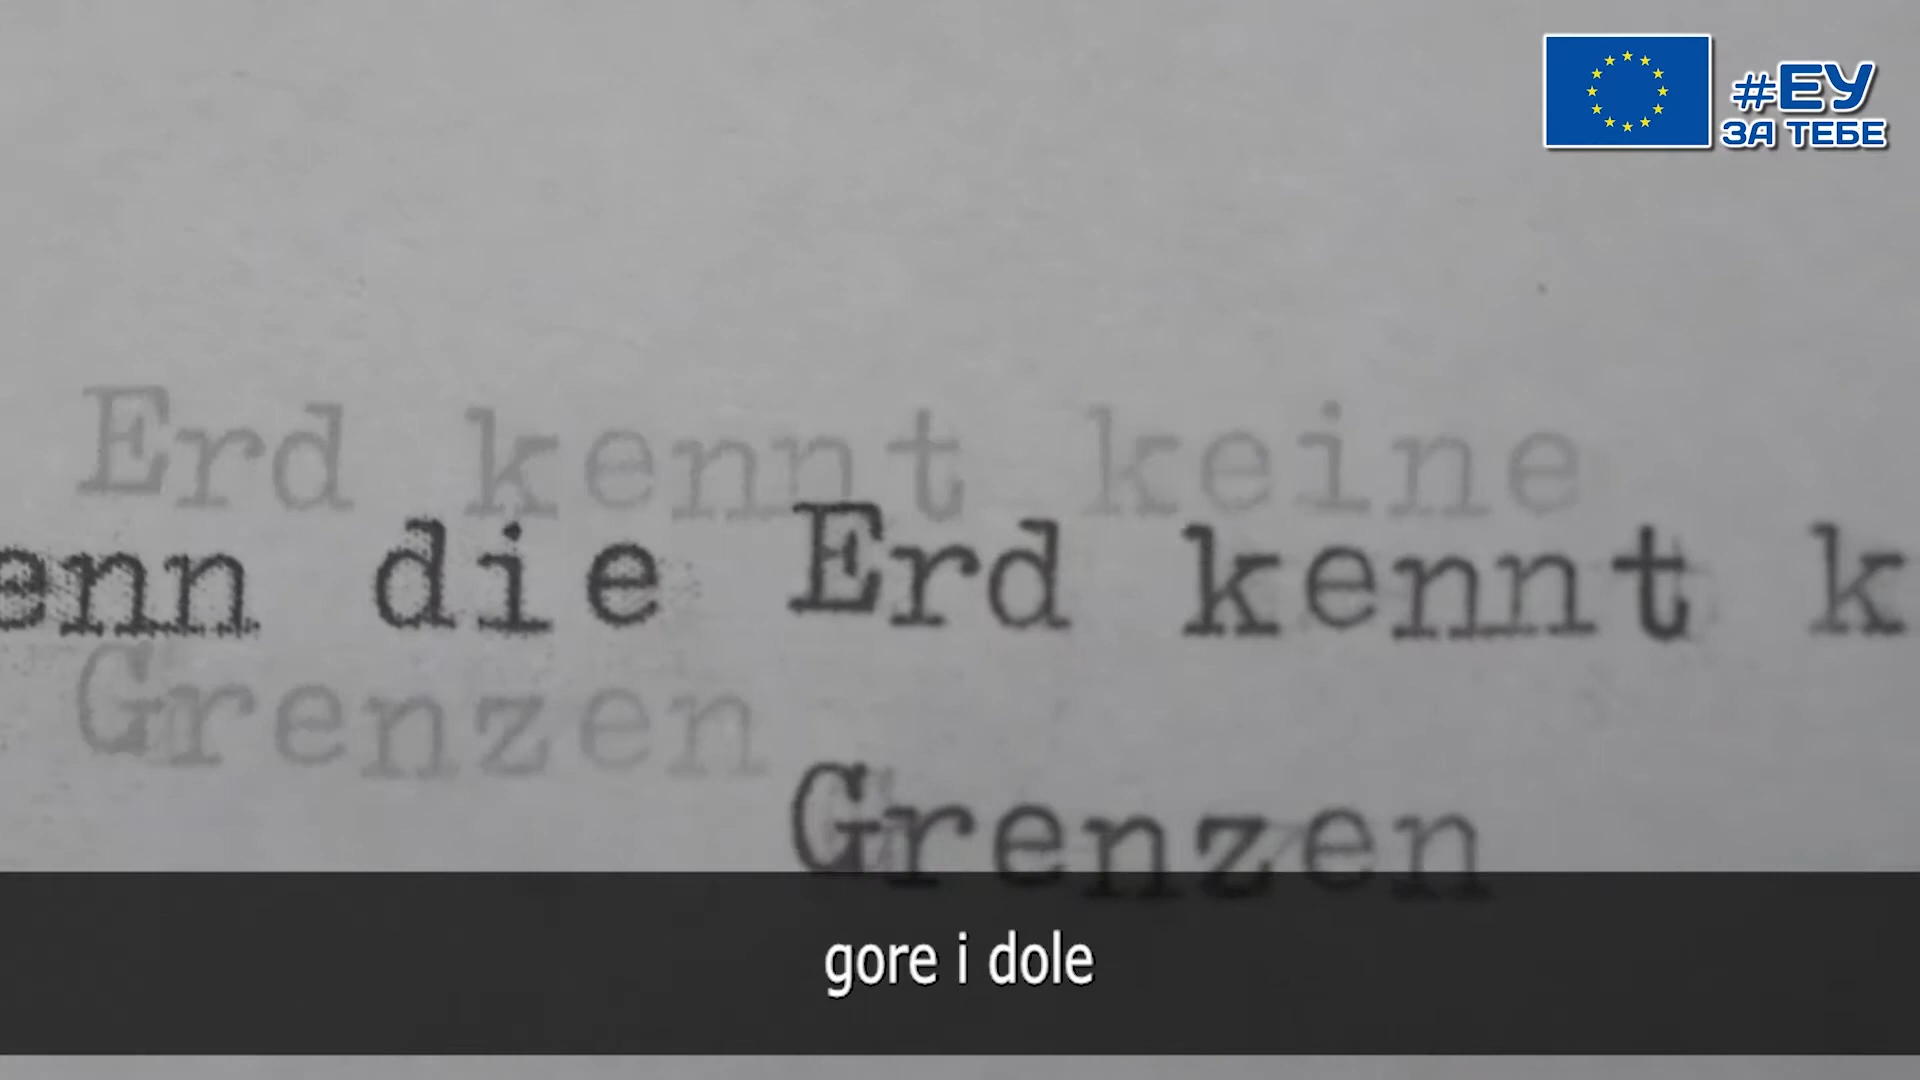 #ЕУ
ЗА ТЕБЕ
Erd kennt keine
enn die Erd kennt k
Grenzen
Grenzen
gore i dole